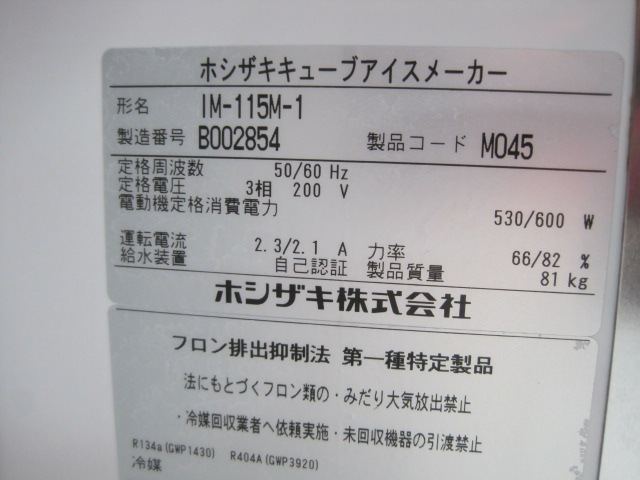 ホシザキキューブアイスメーカー
形名 IM-115M-1
製造番号 B002854 製品コード M045
定格周波数 50/60 Hz
定格電圧 3相 200 V
電動機定格消費電力 530/600 W
運転電流 2.3/2.1 A 力率 66/82 %
給水装置 自己認証 製品質量 81 kg
ホシザキ株式会社
フロン排出抑制法 第一種特定製品
法にもとづくフロン類の・みだり大気放出禁止
・冷媒回収業者へ依頼実施・未回収機器の引渡禁止
R134a(GWP1430) R404A(GWP3920)
冷媒